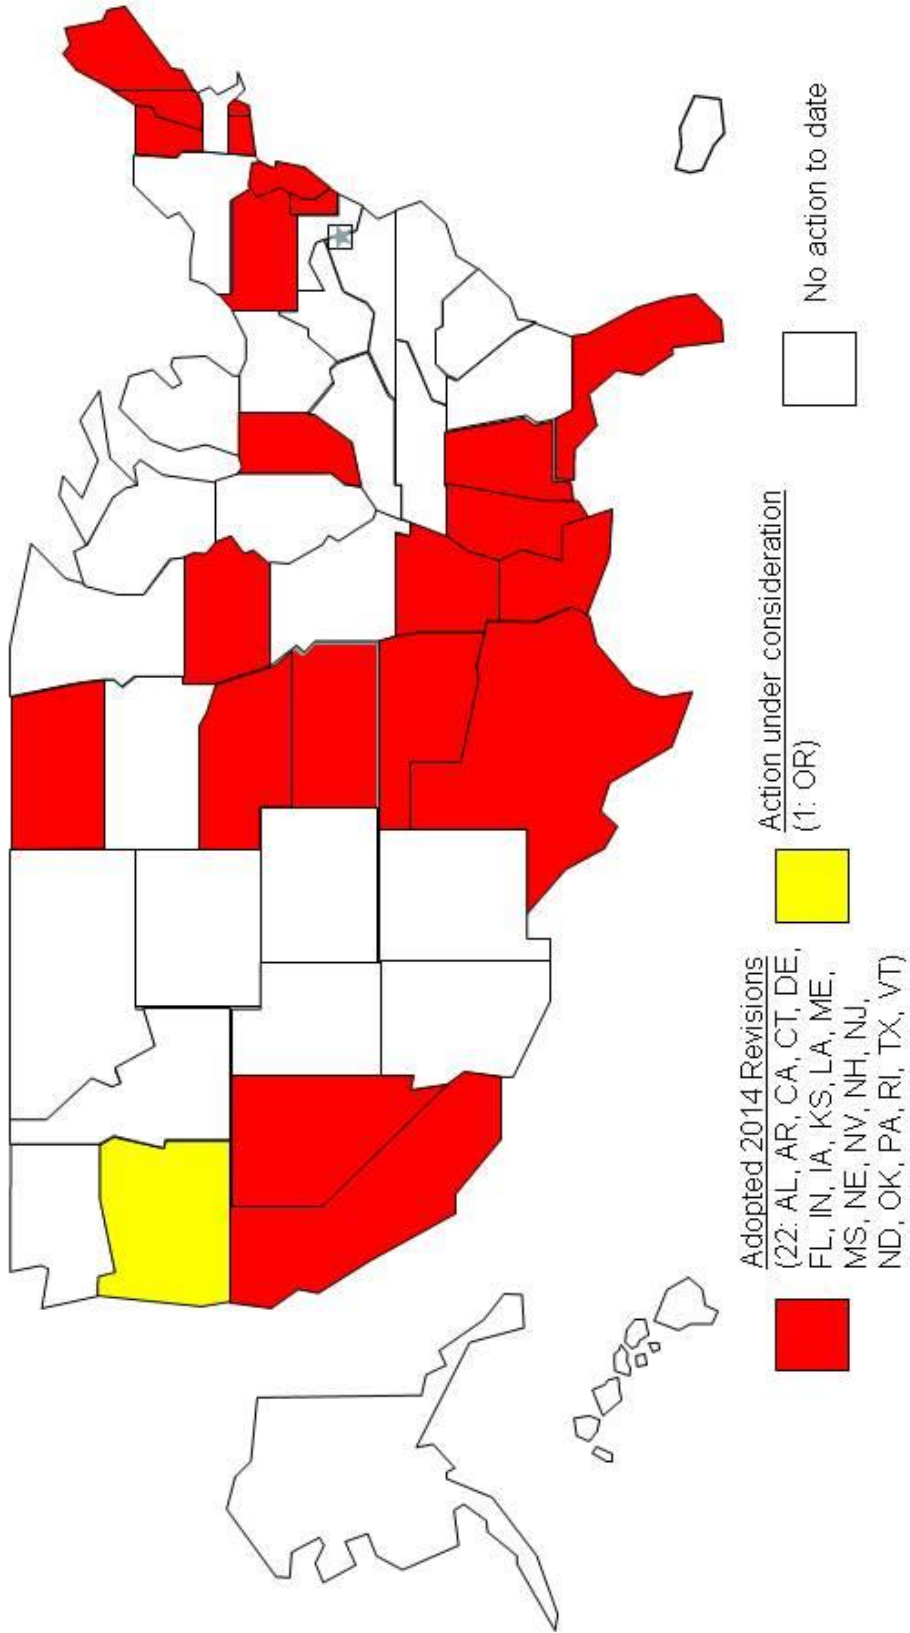 Adopted 2014 Revisions
(22: AL, AR, CA, CT, DE,
FL, IN, IA, KS, LA, ME,
MS, NE, NV, NH, NJ,
ND, OK, PA, RI, TX, VT)
Action under consideration
(1: OR)
No action to date